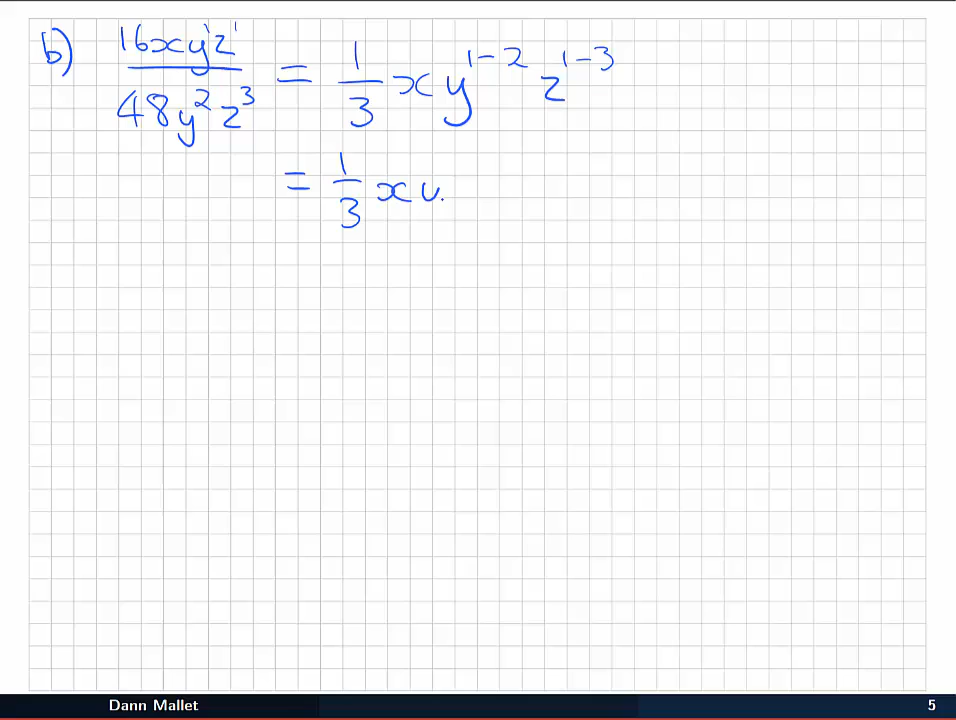 b) 16xy¹z¹ / 48y²z³ = 1/3 x y^(1-2) z^(1-3)
= 1/3 x
Dann Mallet 5